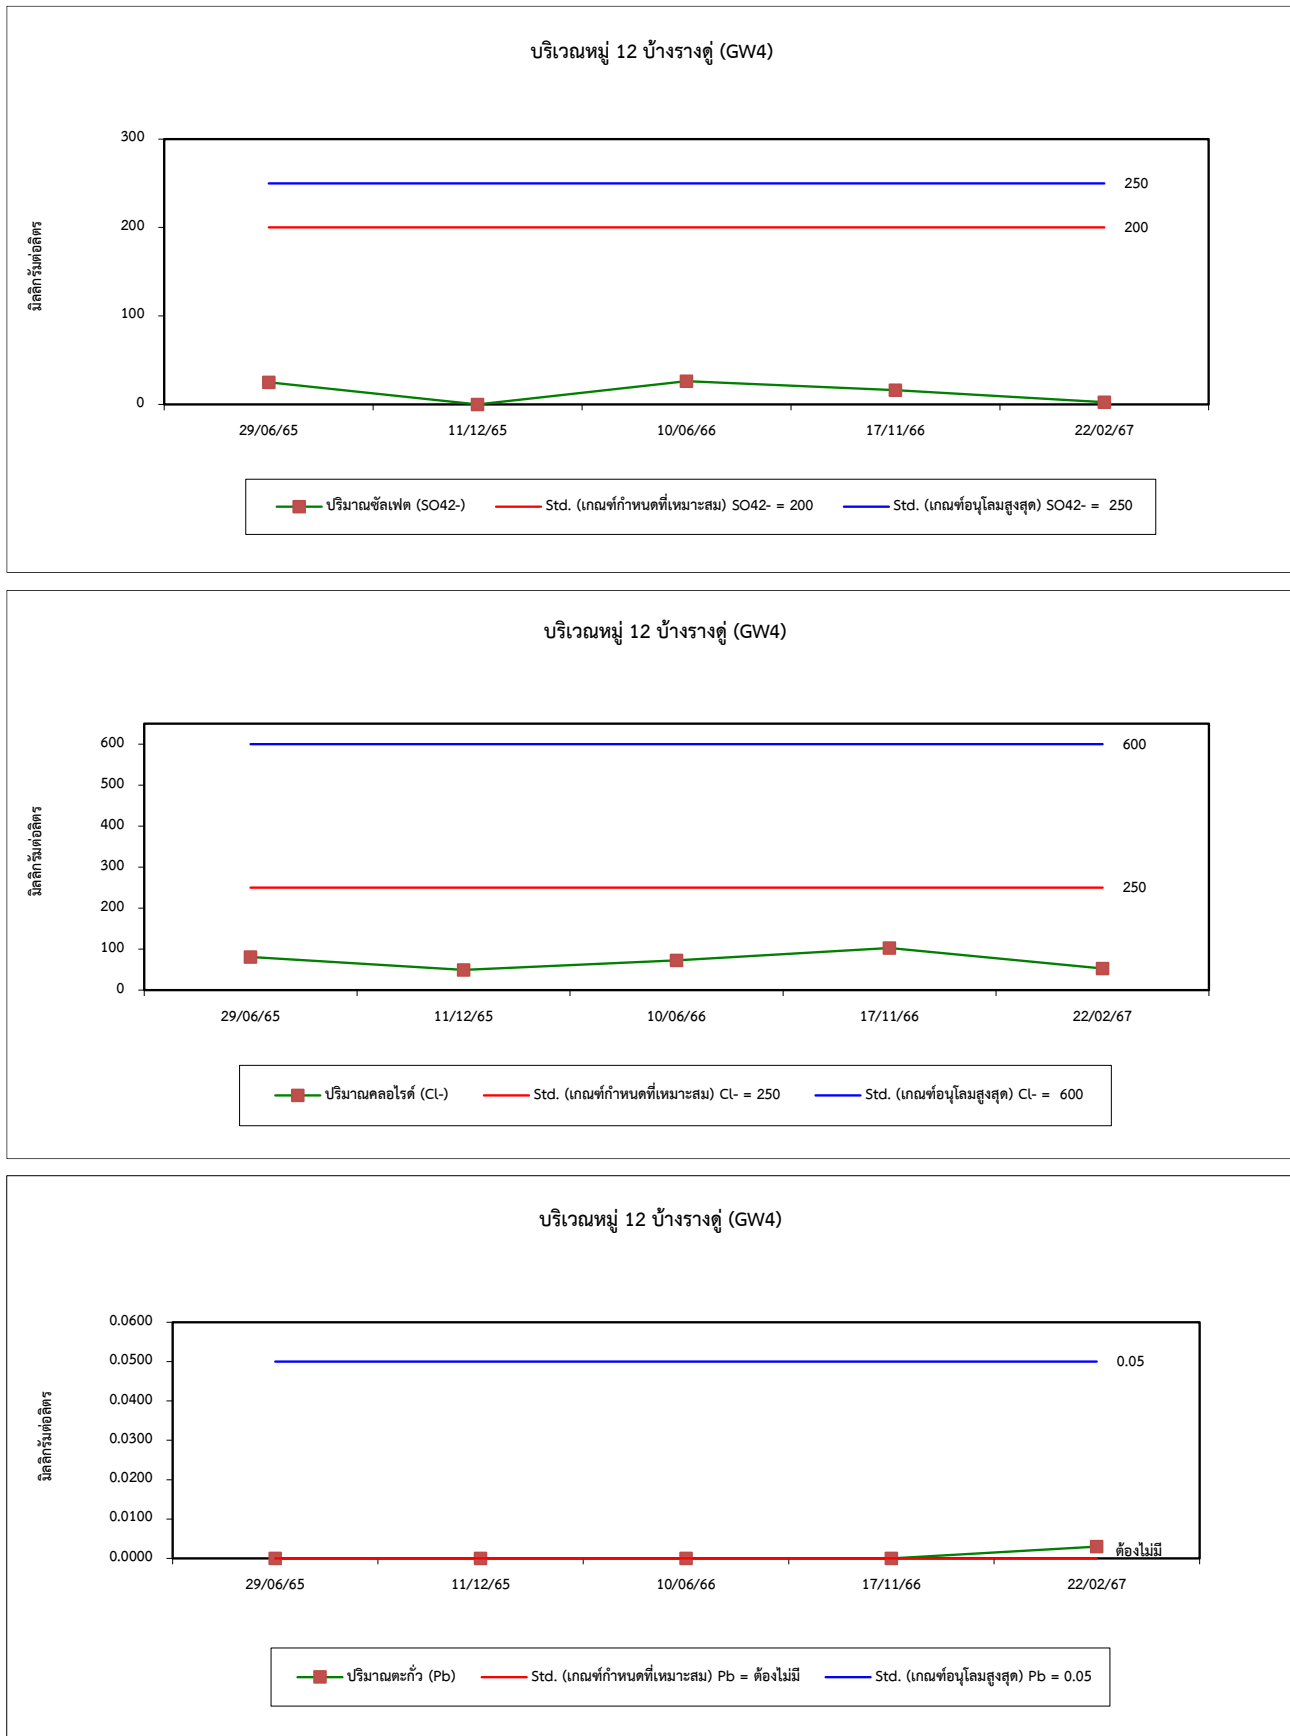 บริเวณหมู่ 12 บ้างรางดู่ (GW4)
300
200
100
0
มิลลิกรัมต่อลิตร
250
200
29/06/65 11/12/65 10/06/66 17/11/66 22/02/67
ปริมาณซัลเฟต (SO42-) Std. (เกณฑ์กำหนดที่เหมาะสม) SO42- = 200 Std. (เกณฑ์อนุโลมสูงสุด) SO42- = 250
บริเวณหมู่ 12 บ้างรางดู่ (GW4)
600
500
400
300
200
100
0
มิลลิกรัมต่อลิตร
600
250
29/06/65 11/12/65 10/06/66 17/11/66 22/02/67
ปริมาณคลอไรด์ (Cl-) Std. (เกณฑ์กำหนดที่เหมาะสม) Cl- = 250 Std. (เกณฑ์อนุโลมสูงสุด) Cl- = 600
บริเวณหมู่ 12 บ้างรางดู่ (GW4)
0.0600
0.0500
0.0400
0.0300
0.0200
0.0100
0.0000
มิลลิกรัมต่อลิตร
0.05
ต้องไม่มี
29/06/65 11/12/65 10/06/66 17/11/66 22/02/67
ปริมาณตะกั่ว (Pb) Std. (เกณฑ์กำหนดที่เหมาะสม) Pb = ต้องไม่มี Std. (เกณฑ์อนุโลมสูงสุด) Pb = 0.05